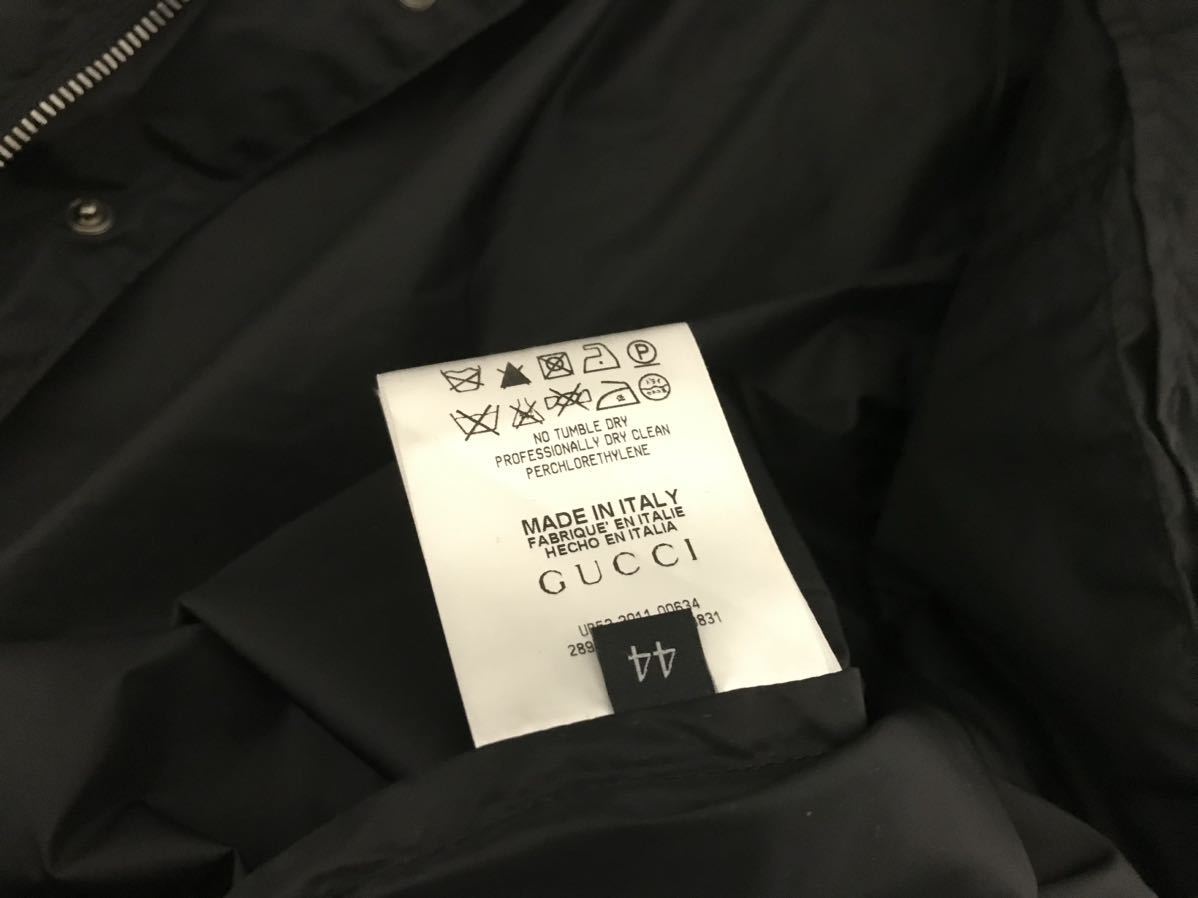 P
NO TUMBLE DRY
PROFESSIONALLY DRY CLEAN
PERCHLORETHYLENE
MADE IN ITALY
FABRIQUE' EN ITALIE
HECHO EN ITALIA
GUCCI
44